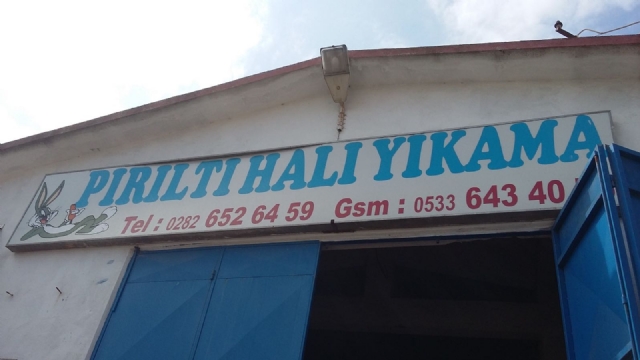 PIRILTI HALI YIKAMA
Tel : 0282 652 64 59 Gsm : 0533 643 40